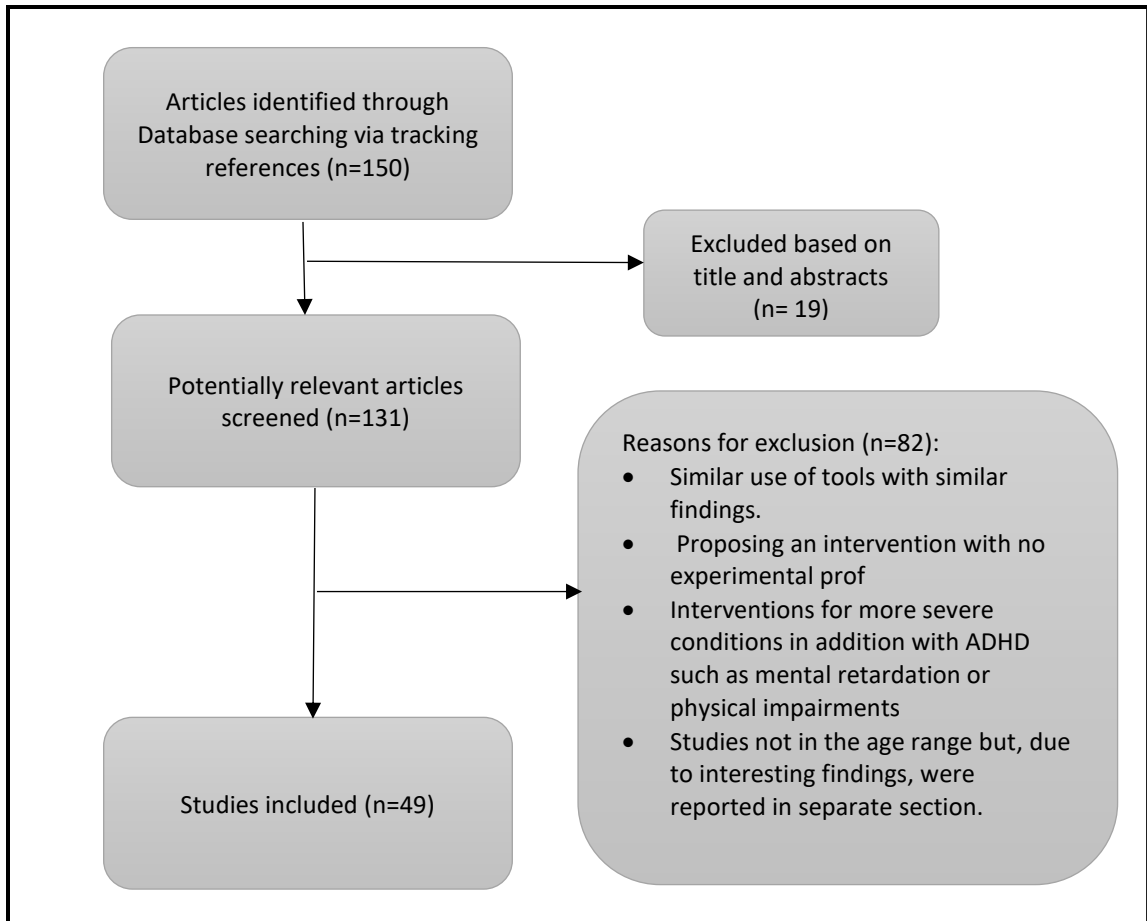 Articles identified through
Database searching via tracking
references (n=150)
Excluded based on
title and abstracts
(n= 19)
Potentially relevant articles
screened (n=131)
Reasons for exclusion (n=82):
• Similar use of tools with similar
findings.
• Proposing an intervention with no
experimental prof
• Interventions for more severe
conditions in addition with ADHD
such as mental retardation or
physical impairments
• Studies not in the age range but, due
to interesting findings, were
reported in separate section.
Studies included (n=49)